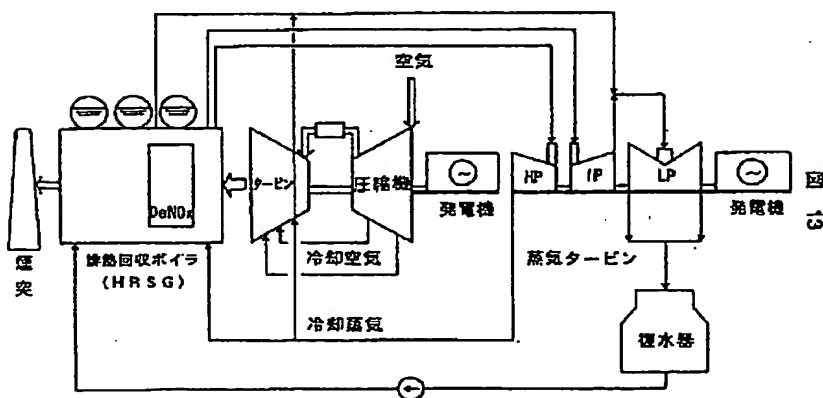 空気
DeNOx
タービン
圧縮機
発電機
HP
IP
LP
発電機
図 13
煙突
排熱回収ボイラ
(HRSG)
冷却空気
蒸気タービン
冷却蒸気
復水器